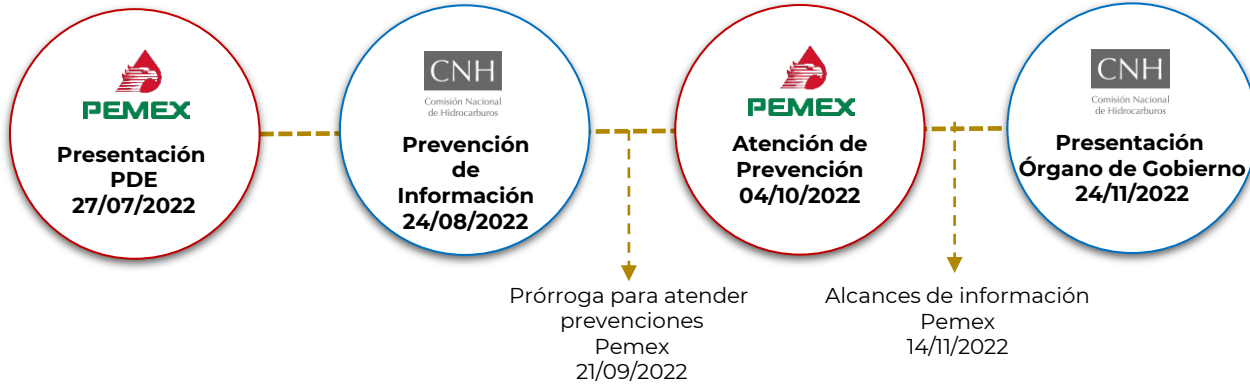 PEMEX
Presentación
PDE
27/07/2022
CNH
Comisión Nacional
de Hidrocarburos
Prevención
de
Información
24/08/2022
PEMEX
Atención de
Prevención
04/10/2022
CNH
Comisión Nacional
de Hidrocarburos
Presentación
Órgano de Gobierno
24/11/2022
Prórroga para atender
prevenciones
Pemex
21/09/2022
Alcances de información
Pemex
14/11/2022